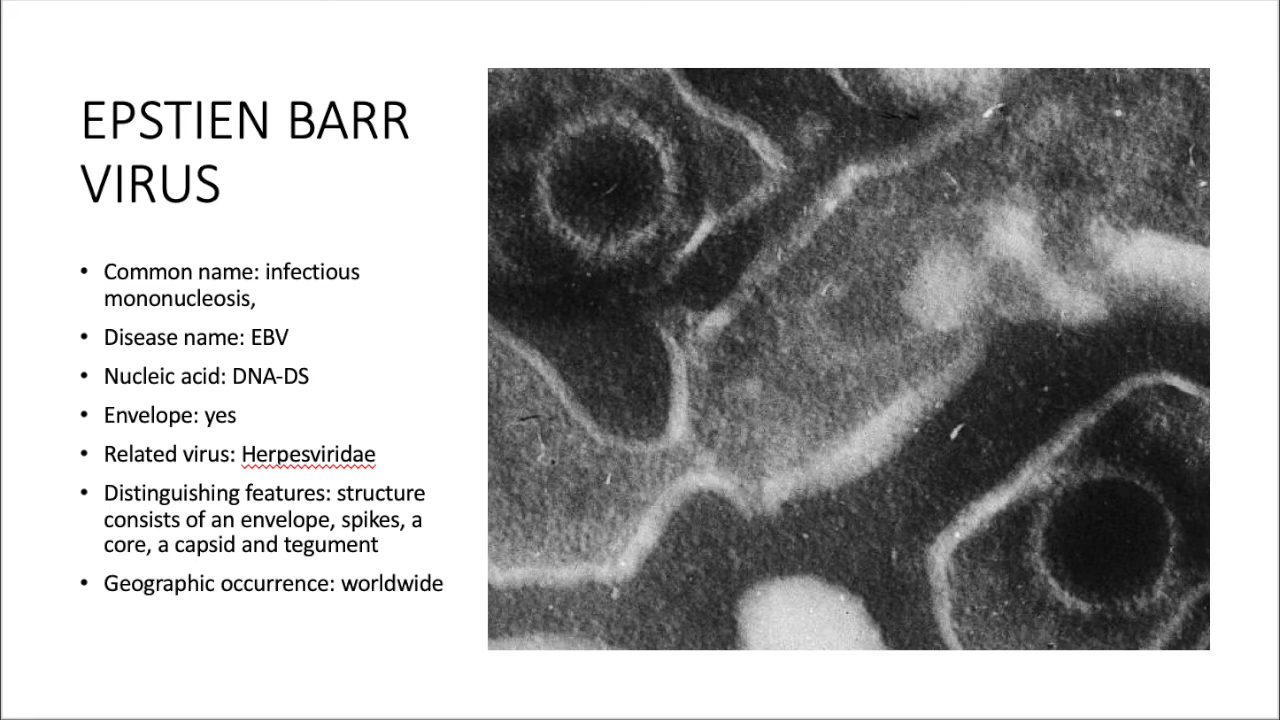 EPSTIEN BARR
VIRUS
• Common name: infectious
mononucleosis,
• Disease name: EBV
• Nucleic acid: DNA-DS
• Envelope: yes
• Related virus: Herpesviridae
• Distinguishing features: structure
consists of an envelope, spikes, a
core, a capsid and tegument
• Geographic occurrence: worldwide